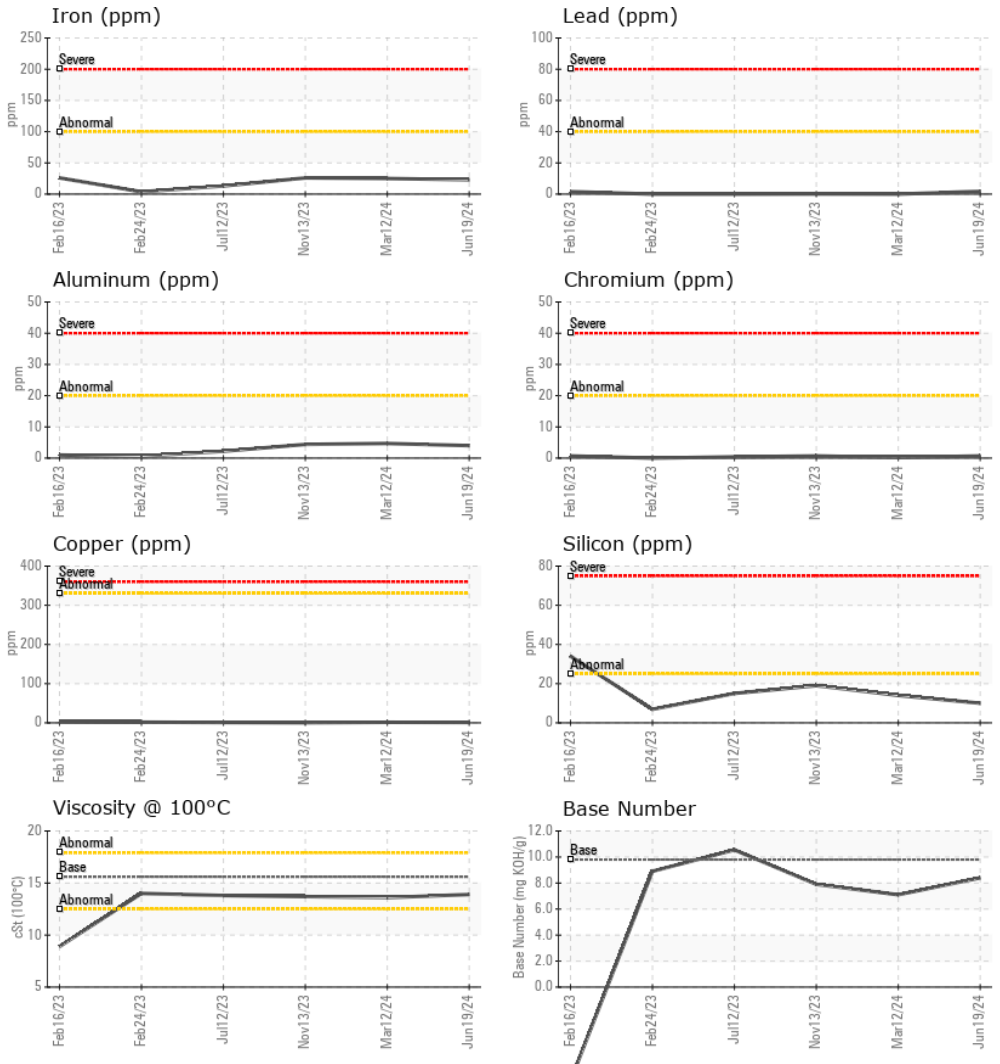 Iron (ppm)
250
200
150
100
50
0
ppm
Severe
Abnormal
Feb16/23
Feb24/23
Jul12/23
Nov13/23
Mar12/24
Jun19/24
Lead (ppm)
100
80
60
40
20
0
ppm
Severe
Abnormal
Feb16/23
Feb24/23
Jul12/23
Nov13/23
Mar12/24
Jun19/24
Aluminum (ppm)
50
40
30
20
10
0
ppm
Severe
Abnormal
Feb16/23
Feb24/23
Jul12/23
Nov13/23
Mar12/24
Jun19/24
Chromium (ppm)
50
40
30
20
10
0
ppm
Severe
Abnormal
Feb16/23
Feb24/23
Jul12/23
Nov13/23
Mar12/24
Jun19/24
Copper (ppm)
400
300
200
100
0
ppm
Severe
Abnormal
Feb16/23
Feb24/23
Jul12/23
Nov13/23
Mar12/24
Jun19/24
Silicon (ppm)
80
60
40
20
0
ppm
Severe
Abnormal
Feb16/23
Feb24/23
Jul12/23
Nov13/23
Mar12/24
Jun19/24
Viscosity @ 100°C
20
15
10
5
cSt (100°C)
Abnormal
Base
Abnormal
Feb16/23
Feb24/23
Jul12/23
Nov13/23
Mar12/24
Jun19/24
Base Number
12.0
10.0
8.0
6.0
4.0
2.0
0.0
Base Number (mg KOH/g)
Base
Feb16/23
Feb24/23
Jul12/23
Nov13/23
Mar12/24
Jun19/24